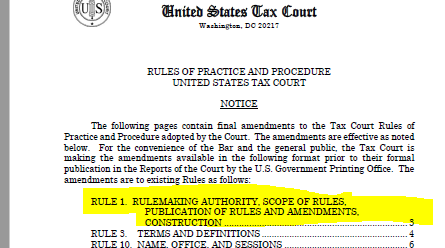 U S
United States Tax Court
Washington, DC 20217
RULES OF PRACTICE AND PROCEDURE
UNITED STATES TAX COURT
NOTICE
The following pages contain final amendments to the Tax Court Rules of
Practice and Procedure adopted by the Court. The amendments are effective as noted
below. For the convenience of the Bar and the general public, the Tax Court is
making the amendments available in the following format prior to their formal
publication in the Reports of the Court by the U.S. Government Printing Office. The
amendments are to existing Rules as follows:
RULE 1. RULEMAKING AUTHORITY, SCOPE OF RULES,
PUBLICATION OF RULES AND AMENDMENTS,
CONSTRUCTION ................................................ 3
RULE 3. TERMS AND DEFINITIONS ................................................ 4
RULE 10. NAME, OFFICE, AND SESSIONS ................................................ 6